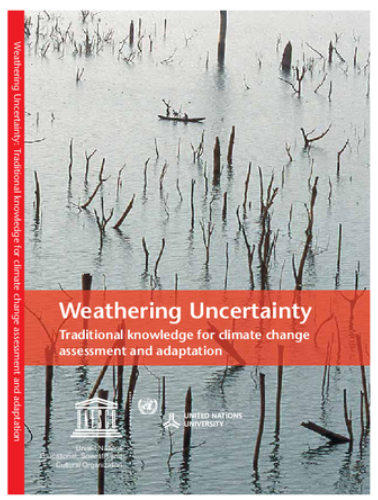 Weathering Uncertainty: Traditional knowledge for climate change assessment and adaptation
Weathering Uncertainty
Traditional knowledge for climate change
assessment and adaptation
UNITED NATIONS
UNIVERSITY
United Nations
Educational, Scientific and
Cultural Organization